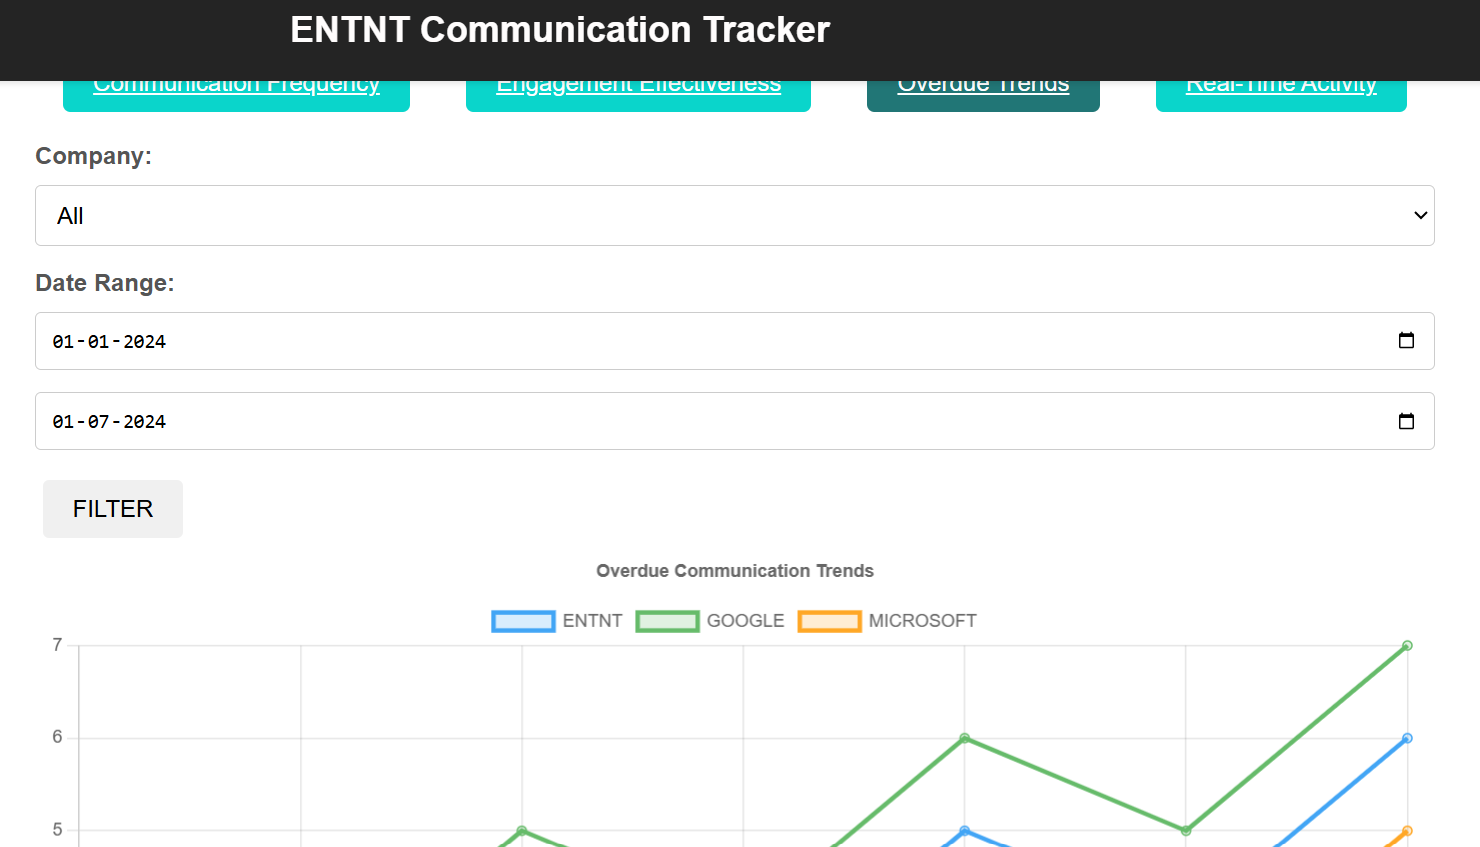 ENTNT Communication Tracker
Communication Frequency Engagement Effectiveness Overdue Trends Real-Time Activity
Company:
All
Date Range:
01-01-2024
01-07-2024
FILTER
Overdue Communication Trends
ENTNT GOOGLE MICROSOFT
7
6
5